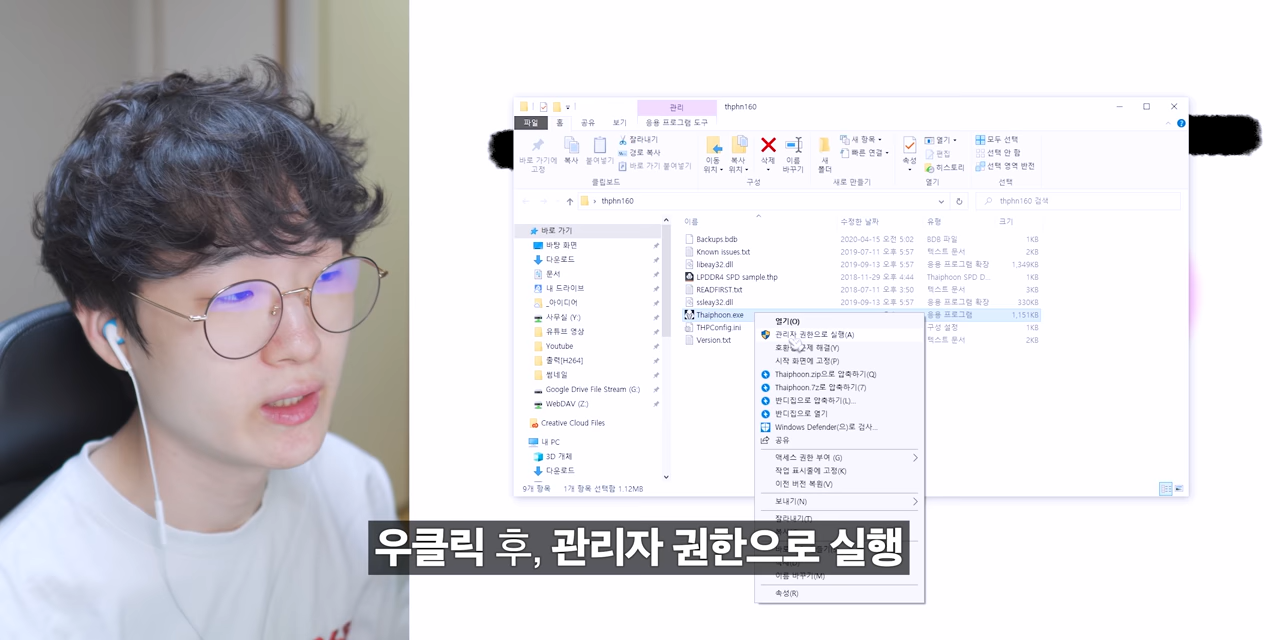 관리
thphn160
파일
홈
공유
보기
응용 프로그램 도구
바로 가기에 고정
복사
붙여넣기
잘라내기
경로 복사
바로 가기 붙여넣기
클립보드
이동 위치
복사 위치
삭제
이름 바꾸기
구성
새 폴더
새 항목
빠른 연결
새로 만들기
속성
열기
편집
히스토리
열기
모두 선택
선택 안 함
선택 영역 반전
선택
thphn160
thphn160 검색
이름
수정한 날짜
유형
크기
바로 가기
바탕 화면
다운로드
문서
내 드라이브
_아이디어
사무실 (Y:)
유튜브 영상
Youtube
출력[H264]
썸네일
Google Drive File Stream (G:)
WebDAV (Z:)
Creative Cloud Files
내 PC
3D 개체
다운로드
Backups.bdb 2020-04-15 오전 5:02 BDB 파일 1KB
Known issues.txt 2019-07-11 오후 5:57 텍스트 문서 2KB
libeay32.dll 2019-09-13 오후 5:57 응용 프로그램 확장 1,349KB
LPDDR4 SPD sample.thp 2018-11-29 오후 4:44 Thaiphoon SPD D... 1KB
READFIRST.txt 2018-07-11 오후 3:50 텍스트 문서 3KB
ssleay32.dll 2019-09-13 오후 5:57 응용 프로그램 확장 330KB
Thaiphoon.exe 응용 프로그램 1,151KB
THPConfig.ini 구성 설정 1KB
Version.txt 텍스트 문서 2KB
열기(O)
관리자 권한으로 실행(A)
해결(Y)
시작 화면에 고정(P)
Thaiphoon.zip으로 압축하기(Q)
Thaiphoon.7z로 압축하기(7)
반디집으로 압축하기(L)...
반디집으로 열기
Windows Defender(으)로 검사...
공유
액세스 권한 부여 (G)
작업 표시줄에 고정(K)
이전 버전 복원(V)
보내기(N)
잘라내기(T)
이름 바꾸기(M)
속성(R)
9개 항목 1개 항목 선택함 1.12MB
우클릭 후, 관리자 권한으로 실행